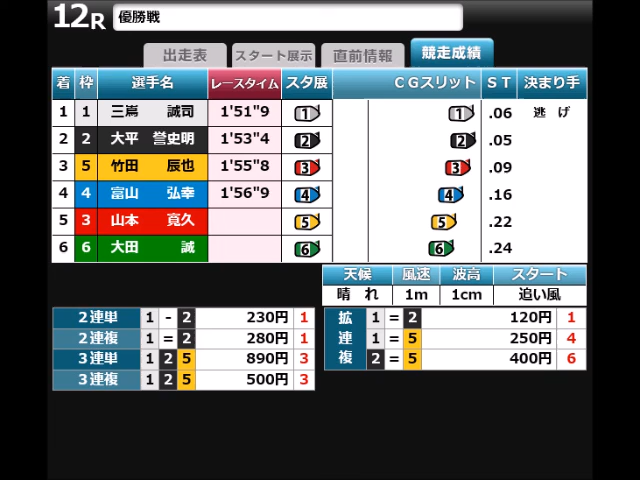 12R 優勝戦
出走表 スタート展示 直前情報 競走成績
着 枠 選手名 レースタイム スタ展 CGスリット ST 決まり手
1 1 三嶌 誠司 1'51"9 1 1 .06 逃げ
2 2 大平 誉史明 1'53"4 2 2 .05
3 5 竹田 辰也 1'55"8 3 3 .09
4 4 富山 弘幸 1'56"9 4 4 .16
5 3 山本 寛久 5 5 .22
6 6 大田 誠 6 6 .24
天候 風速 波高 スタート
晴れ 1m 1cm 追い風
2連単 1 - 2 230円 1
2連複 1 = 2 280円 1
3連単 1 2 5 890円 3
3連複 1 2 5 500円 3
拡 1 = 2 120円 1
連 1 = 5 250円 4
複 2 = 5 400円 6